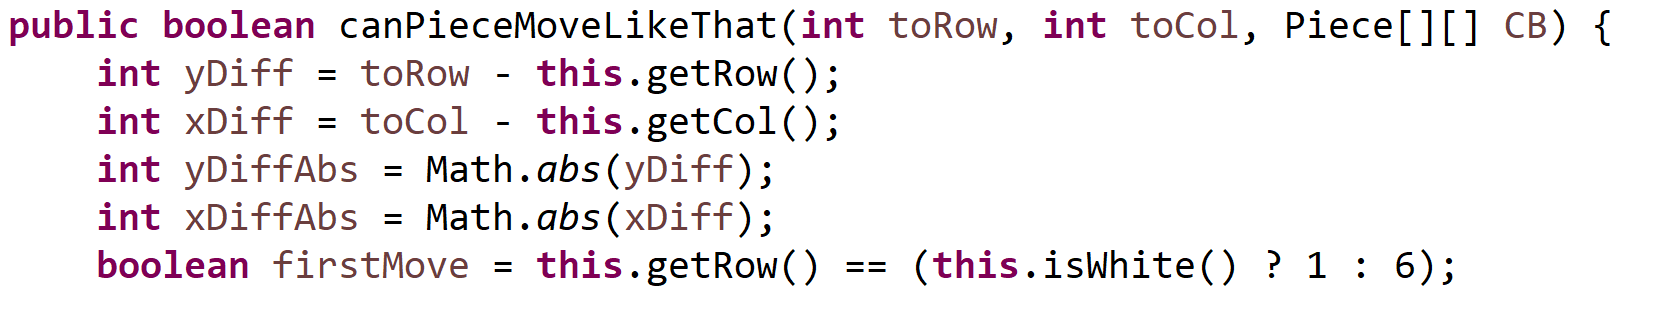 public boolean canPieceMoveLikeThat(int toRow, int toCol, Piece[][] CB) {
    int yDiff = toRow - this.getRow();
    int xDiff = toCol - this.getCol();
    int yDiffAbs = Math.abs(yDiff);
    int xDiffAbs = Math.abs(xDiff);
    boolean firstMove = this.getRow() == (this.isWhite() ? 1 : 6);